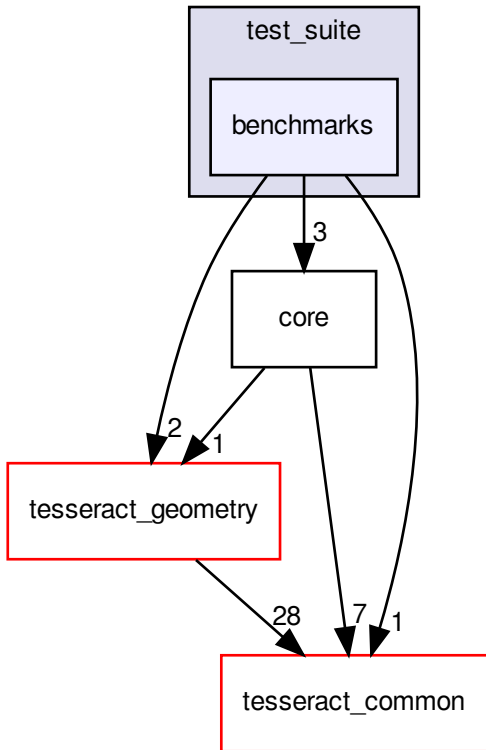 test_suite
benchmarks
3
core
2
1
tesseract_geometry
28
7
1
tesseract_common